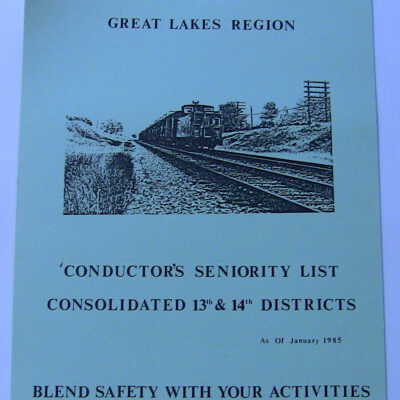 GREAT LAKES REGION
'CONDUCTOR'S SENIORITY LIST
CONSOLIDATED 13th & 14th DISTRICTS
As Of January 1985
BLEND SAFETY WITH YOUR ACTIVITIES